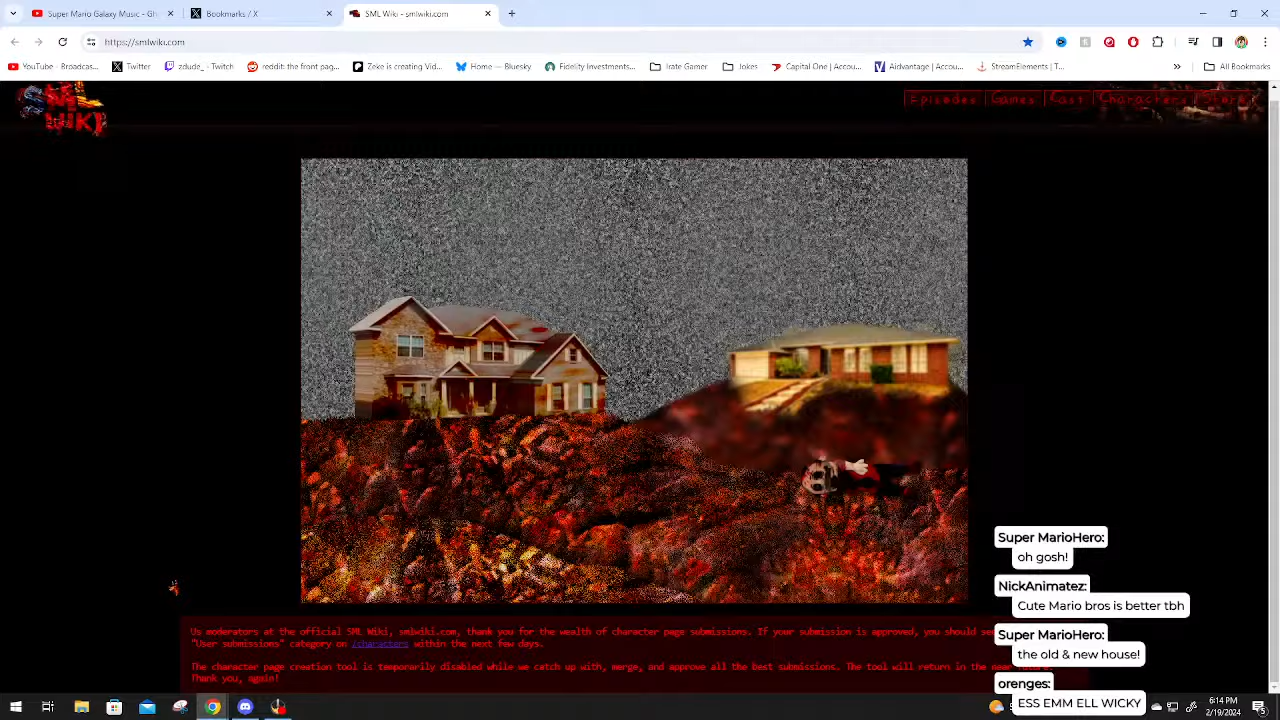 Super Mario Galaxy Music - di
Bookmarks / X
SML Wiki - smlwiki.com
https://smlwiki.com
YouTube - Broadcas...
Twitter
zdude_ - Twitch
reddit: the front pag...
Zeke is creating Vid...
Home — Bluesky
Fidelity Investments...
Irate Gamer
Jokes
Capital One | Accou...
Advantage | Accoun...
StreamElements - T...
All Bookmarks
WIKI
Episodes
Games
Cast
Characters
Store
Super MarioHero:
oh gosh!
NickAnimatez:
Cute Mario bros is better tbh
Super MarioHero:
the old & new house!
orenges:
ESS EMM ELL WICKY
Us moderators at the official SML Wiki, smlwiki.com, thank you for the wealth of character page submissions. If your submission is approved, you should se
"User submissions" category on /characters within the next few days.
The character page creation tool is temporarily disabled while we catch up with, merge, and approve all the best submissions. The tool will return in the near future.
Thank you, again!
6:14 PM
2/19/2024